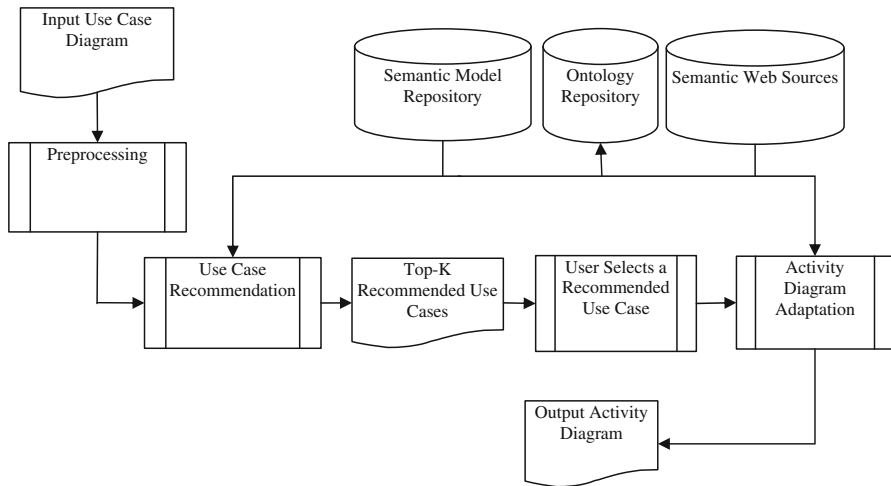 Input Use Case
Diagram
Semantic Model
Repository
Ontology
Repository
Semantic Web Sources
Preprocessing
Use Case
Recommendation
Top-K
Recommended Use
Cases
User Selects a
Recommended
Use Case
Activity
Diagram
Adaptation
Output Activity
Diagram